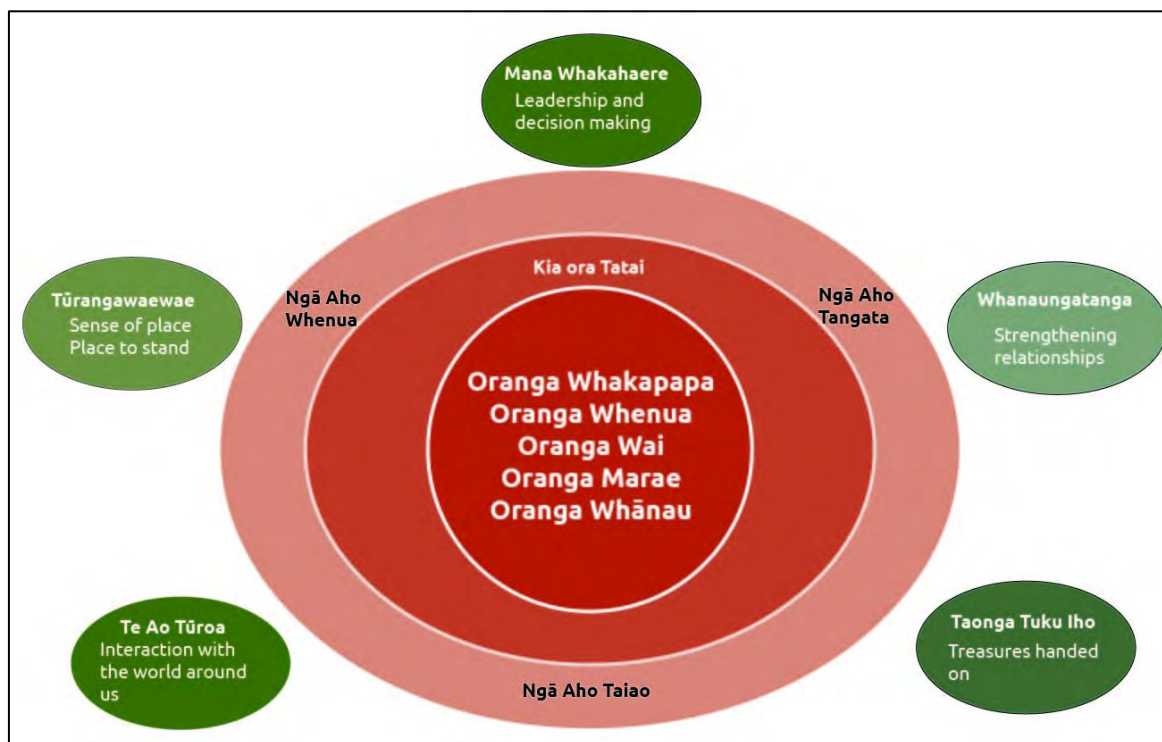 Mana Whakahaere
Leadership and
decision making
Kia ora Tatai
Tūrangawaewae
Sense of place
Place to stand
Ngā Aho
Whenua
Ngā Aho
Tangata
Whanaungatanga
Strengthening
relationships
Oranga Whakapapa
Oranga Whenua
Oranga Wai
Oranga Marae
Oranga Whānau
Te Ao Tūroa
Interaction with
the world around
us
Ngā Aho Taiao
Taonga Tuku Iho
Treasures handed
on